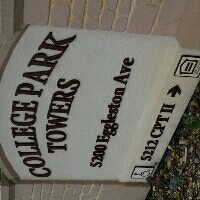 COLLEGE PARK
TOWERS
5200 Eggleston Ave
5212 CPT II →